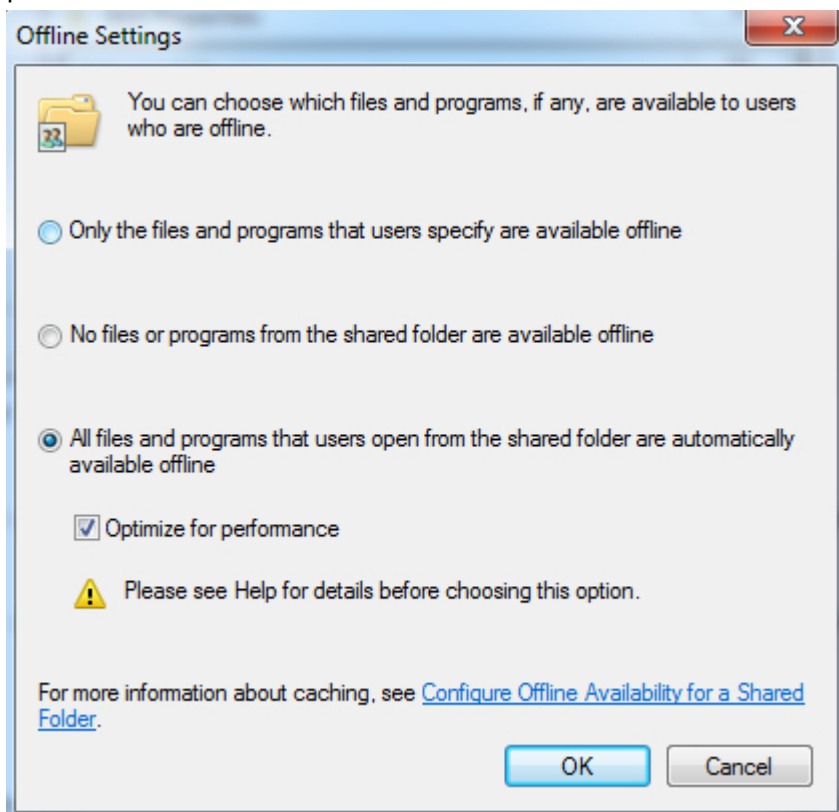 Offline Settings
You can choose which files and programs, if any, are available to users
who are offline.
Only the files and programs that users specify are available offline
No files or programs from the shared folder are available offline
All files and programs that users open from the shared folder are automatically
available offline
Optimize for performance
Please see Help for details before choosing this option.
For more information about caching, see Configure Offline Availability for a Shared
Folder.
OK Cancel